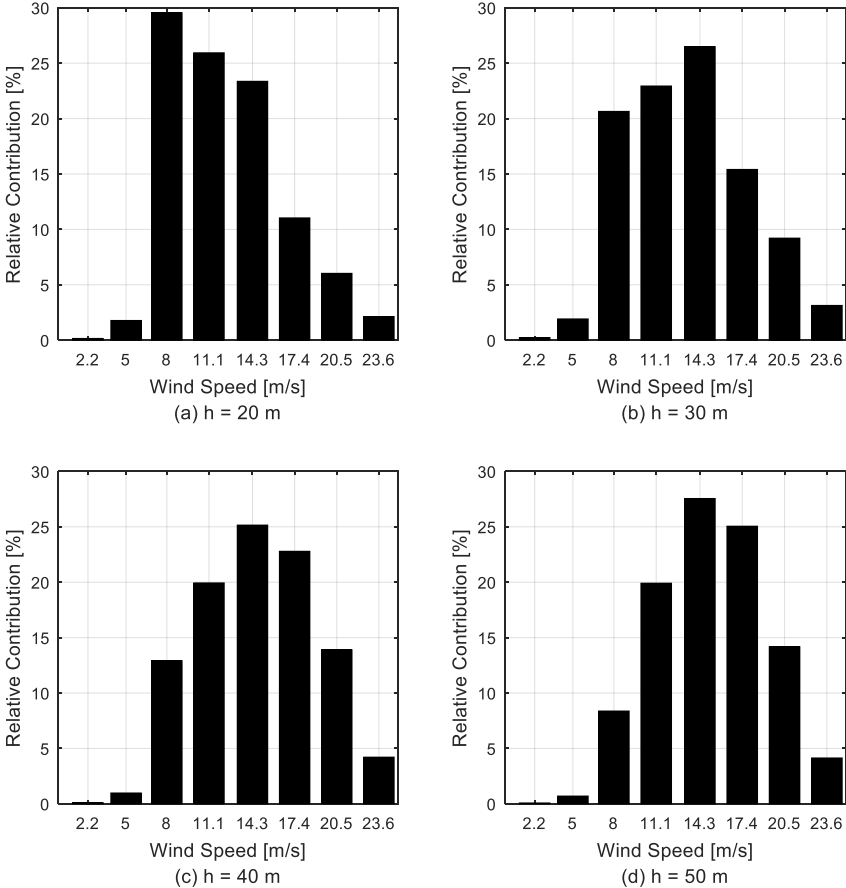 30
25
20
15
10
5
0
Relative Contribution [%]
2.2 5 8 11.1 14.3 17.4 20.5 23.6
Wind Speed [m/s]
(a) h = 20 m
30
25
20
15
10
5
0
Relative Contribution [%]
2.2 5 8 11.1 14.3 17.4 20.5 23.6
Wind Speed [m/s]
(b) h = 30 m
30
25
20
15
10
5
0
Relative Contribution [%]
2.2 5 8 11.1 14.3 17.4 20.5 23.6
Wind Speed [m/s]
(c) h = 40 m
30
25
20
15
10
5
0
Relative Contribution [%]
2.2 5 8 11.1 14.3 17.4 20.5 23.6
Wind Speed [m/s]
(d) h = 50 m